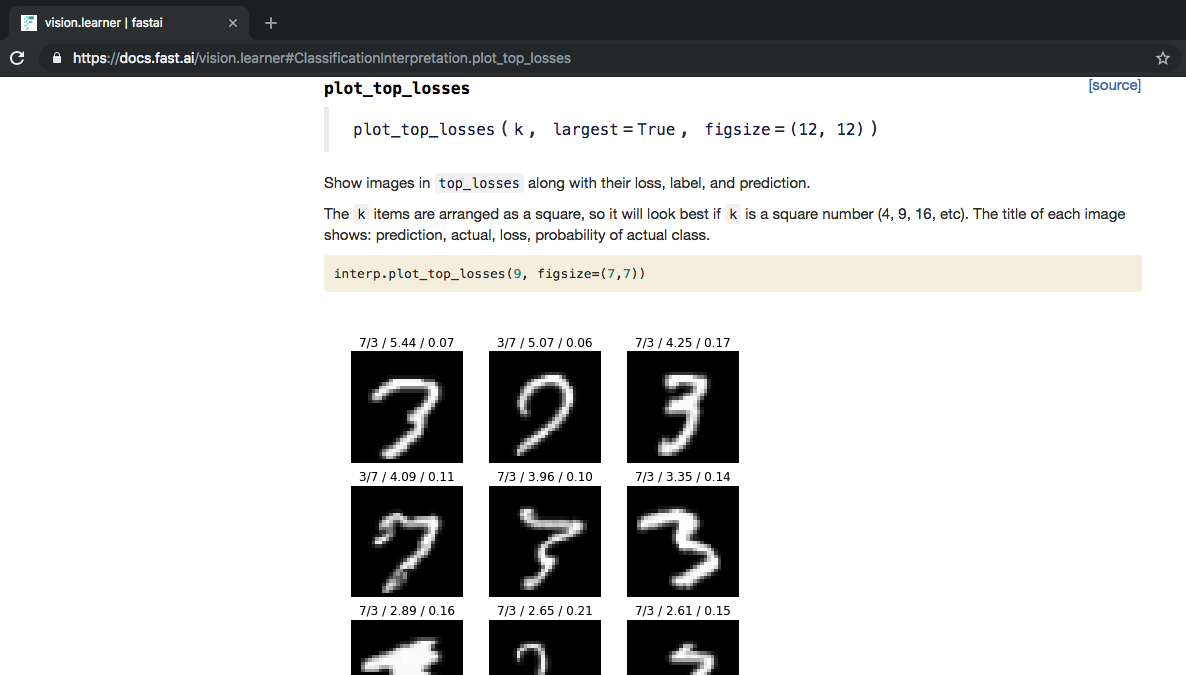 vision.learner | fastai
https://docs.fast.ai/vision.learner#ClassificationInterpretation.plot_top_losses
plot_top_losses [source]
plot_top_losses ( k , largest = True , figsize = (12, 12) )
Show images in top_losses along with their loss, label, and prediction.
The k items are arranged as a square, so it will look best if k is a square number (4, 9, 16, etc). The title of each image
shows: prediction, actual, loss, probability of actual class.
interp.plot_top_losses(9, figsize=(7,7))
7/3 / 5.44 / 0.07 3/7 / 5.07 / 0.06 7/3 / 4.25 / 0.17
3/7 / 4.09 / 0.11 7/3 / 3.96 / 0.10 7/3 / 3.35 / 0.14
7/3 / 2.89 / 0.16 7/3 / 2.65 / 0.21 7/3 / 2.61 / 0.15